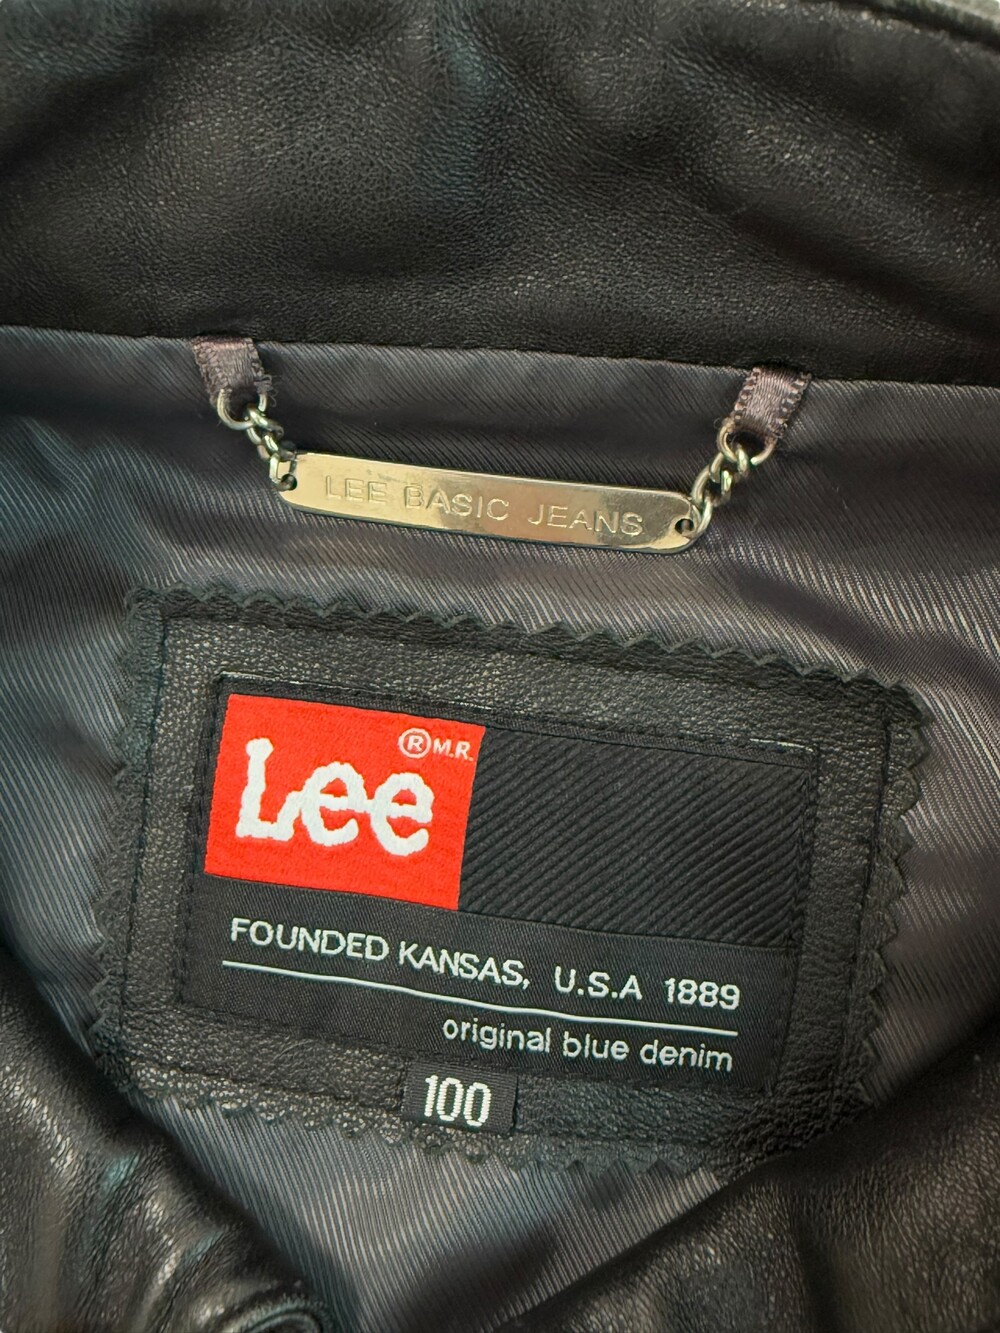 LEE BASIC JEANS
Lee ® M.R.
FOUNDED KANSAS, U.S.A 1889
original blue denim
100